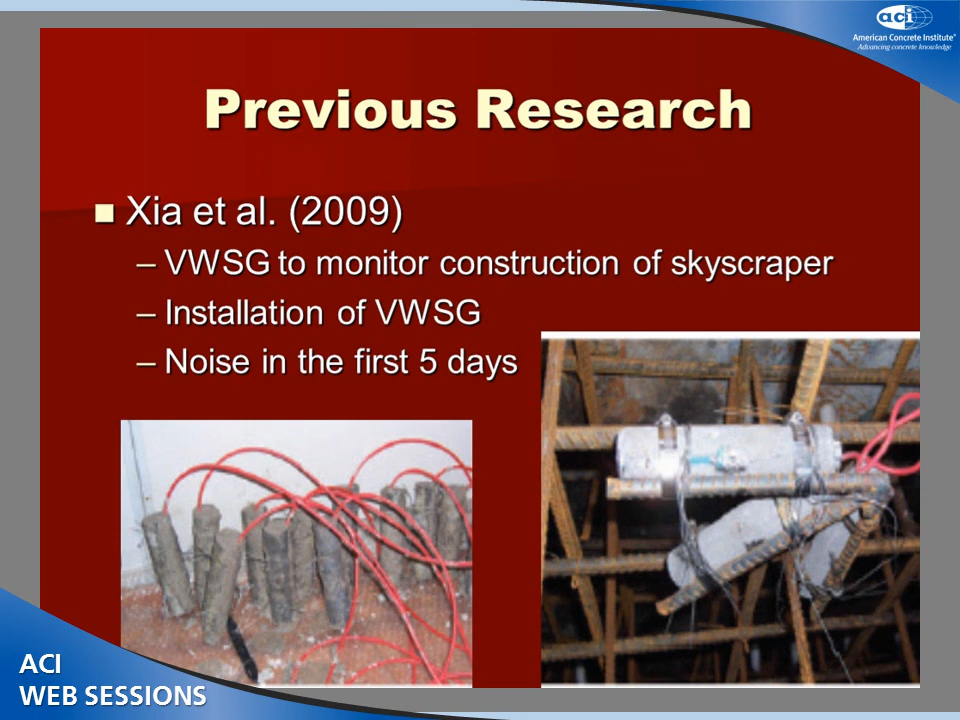 aci
American Concrete Institute®
Advancing concrete knowledge
Previous Research
Xia et al. (2009)
– VWSG to monitor construction of skyscraper
– Installation of VWSG
– Noise in the first 5 days
ACI
WEB SESSIONS